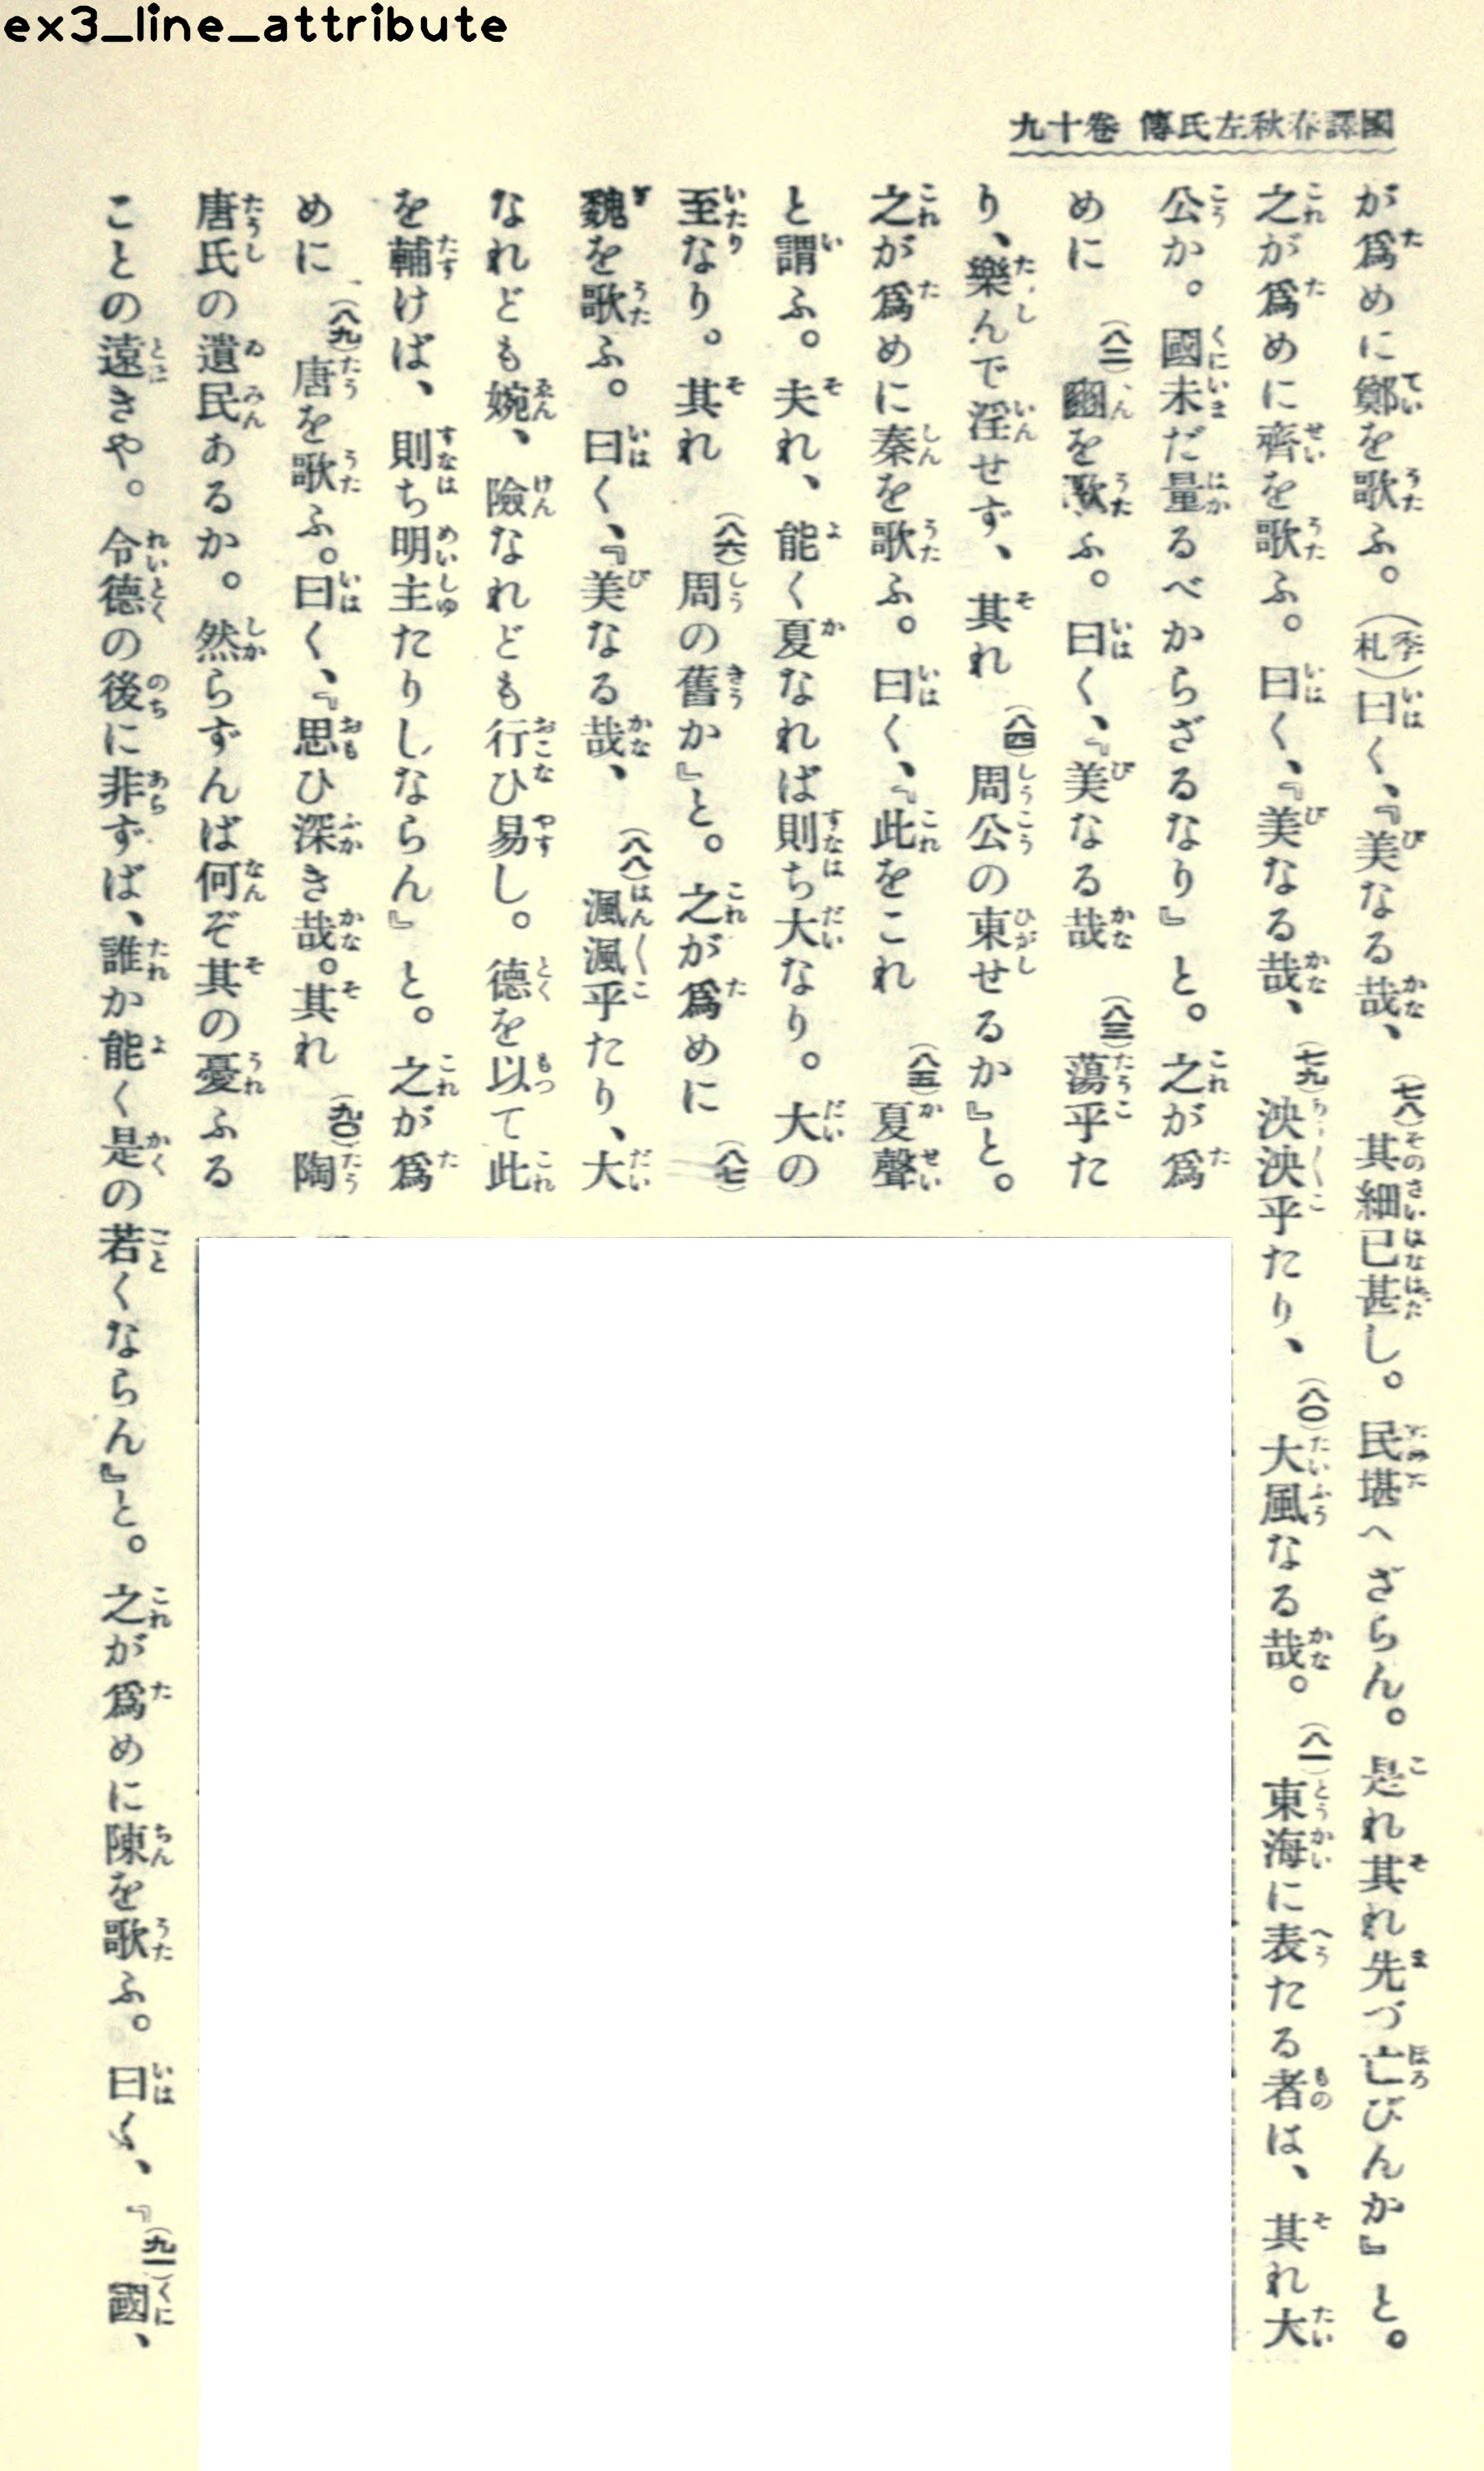 ex3_line_attribute
國譯春秋左氏傳 卷十九
が爲めに鄭を歌ふ。(季札)曰く、『美なる哉、(七八)其細已甚し。民堪へざらん。是れ其れ先づ亡びんか』と。
之が爲めに齊を歌ふ。曰く、『美なる哉、(七九)泱泱乎たり、(八〇)大風なる哉。(八一)東海に表たる者は、其れ大
公か。國未だ量るべからざるなり』と。之が爲
めに(八二)豳を歌ふ。曰く、『美なる哉(八三)蕩乎た
り、樂んで淫せず、其れ(八四)周公の東せるか』と。
之が爲めに秦を歌ふ。曰く、『此をこれ(八五)夏聲
と謂ふ。夫れ、能く夏なれば則ち大なり。大の
至なり。其れ(八六)周の舊か』と。之が爲めに(八七)
魏を歌ふ。曰く、『美なる哉、(八八)渢渢乎たり、大
なれども婉、險なれども行ひ易し。德を以て此
を輔けば、則ち明主たりしならん』と。之が爲
めに(八九)唐を歌ふ。曰く、『思ひ深き哉。其れ(九〇)陶
唐氏の遺民あるか。然らずんば何ぞ其の憂ふる
ことの遠きや。令德の後に非ずば、誰か能く是の若くならん』と。之が爲めに陳を歌ふ。曰く、『(九一)國、